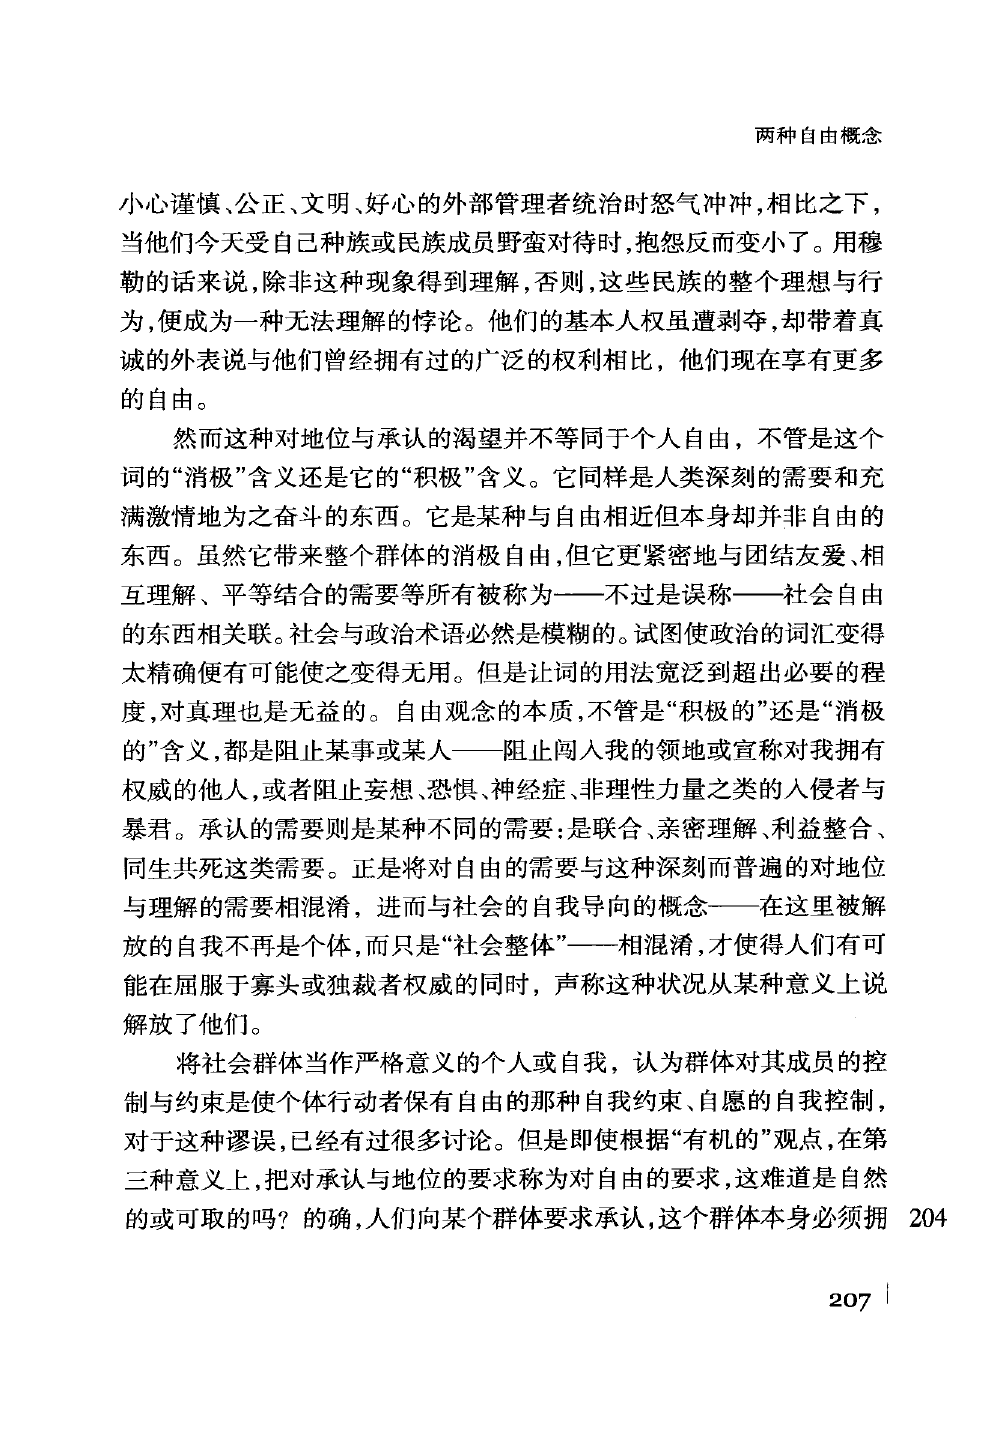 两种自由概念
小心谨慎、公正、文明、好心的外部管理者统治时怒气冲冲,相比之下,
当他们今天受自己种族或民族成员野蛮对待时,抱怨反而变小了。用穆
勒的话来说,除非这种现象得到理解,否则,这些民族的整个理想与行
为,便成为一种无法理解的悖论。他们的基本人权虽遭剥夺,却带着真
诚的外表说与他们曾经拥有过的广泛的权利相比,他们现在享有更多
的自由。
然而这种对地位与承认的渴望并不等同于个人自由,不管是这个
词的“消极”含义还是它的“积极”含义。它同样是人类深刻的需要和充
满激情地为之奋斗的东西。它是某种与自由相近但本身却并非自由的
东西。虽然它带来整个群体的消极自由,但它更紧密地与团结友爱、相
互理解、平等结合的需要等所有被称为——不过是误称——社会自由
的东西相关联。社会与政治术语必然是模糊的。试图使政治的词汇变得
太精确便有可能使之变得无用。但是让词的用法宽泛到超出必要的程
度,对真理也是无益的。自由观念的本质,不管是“积极的”还是“消极
的”含义,都是阻止某事或某人——阻止闯入我的领地或宣称对我拥有
权威的他人,或者阻止妄想、恐惧、神经症、非理性力量之类的入侵者与
暴君。承认的需要则是某种不同的需要:是联合、亲密理解、利益整合、
同生共死这类需要。正是将对自由的需要与这种深刻而普遍的对地位
与理解的需要相混淆,进而与社会的自我导向的概念——在这里被解
放的自我不再是个体,而只是“社会整体”——相混淆,才使得人们有可
能在屈服于寡头或独裁者权威的同时,声称这种状况从某种意义上说
解放了他们。
将社会群体当作严格意义的个人或自我,认为群体对其成员的控
制与约束是使个体行动者保有自由的那种自我约束、自愿的自我控制,
对于这种谬误,已经有过很多讨论。但是即使根据“有机的”观点,在第
三种意义上,把对承认与地位的要求称为对自由的要求,这难道是自然
的或可取的吗?的确,人们向某个群体要求承认,这个群体本身必须拥 204
207